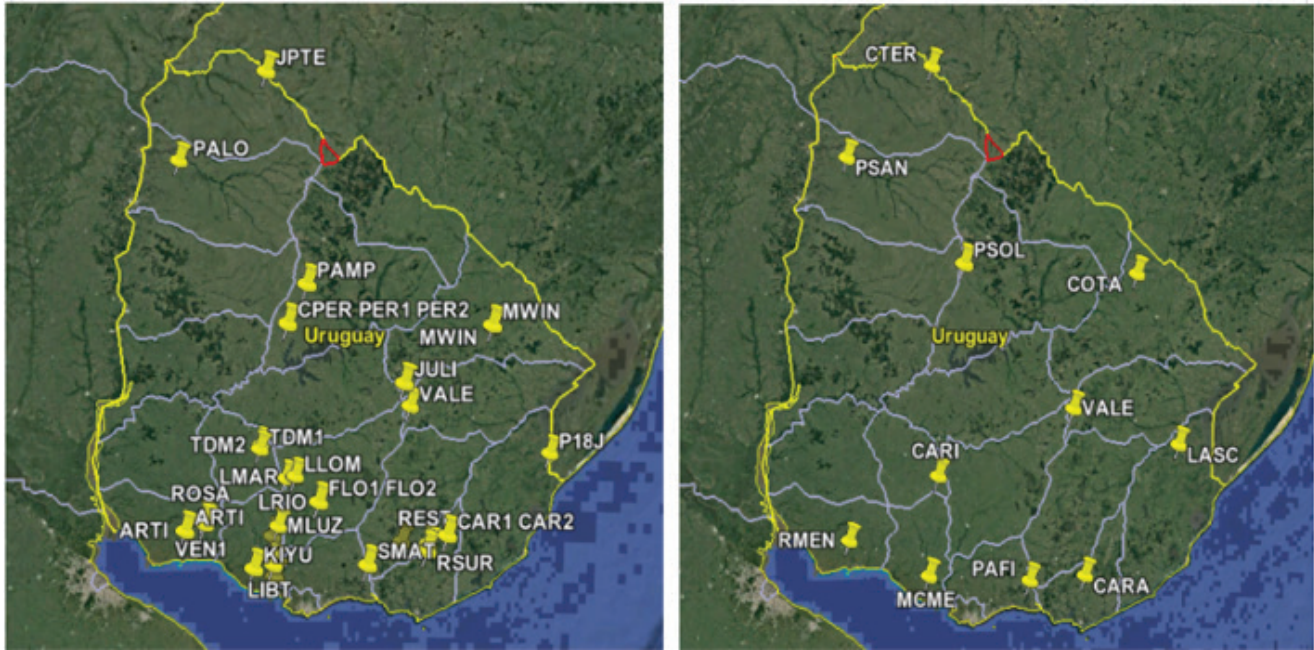 JPTE
PALO
PAMP
CPER PER1 PER2
MWIN
Uruguay
MWIN
JULI
VALE
TDM2
TDM1
P18J
LMAR
LLOM
ROSA
LRIO
FLO1 FLO2
ARTI
ARTI
MLUZ
REST
CAR1 CAR2
VEN1
KIYU
SMAT
RSUR
LIBT
CTER
PSAN
PSOL
COTA
Uruguay
VALE
CARI
LASC
RMEN
MCME
PAFI
CARA